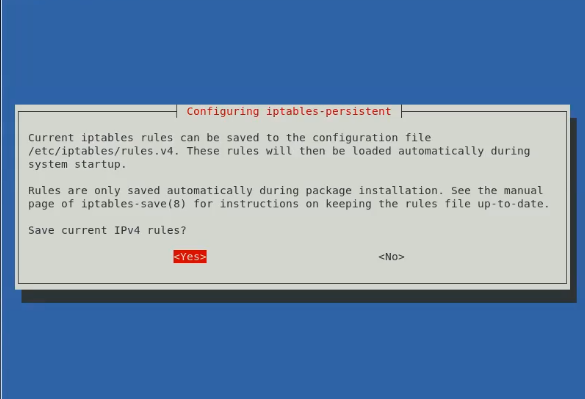 Configuring iptables-persistent
Current iptables rules can be saved to the configuration file
/etc/iptables/rules.v4. These rules will then be loaded automatically during
system startup.
Rules are only saved automatically during package installation. See the manual
page of iptables-save(8) for instructions on keeping the rules file up-to-date.
Save current IPv4 rules?
<Yes> <No>